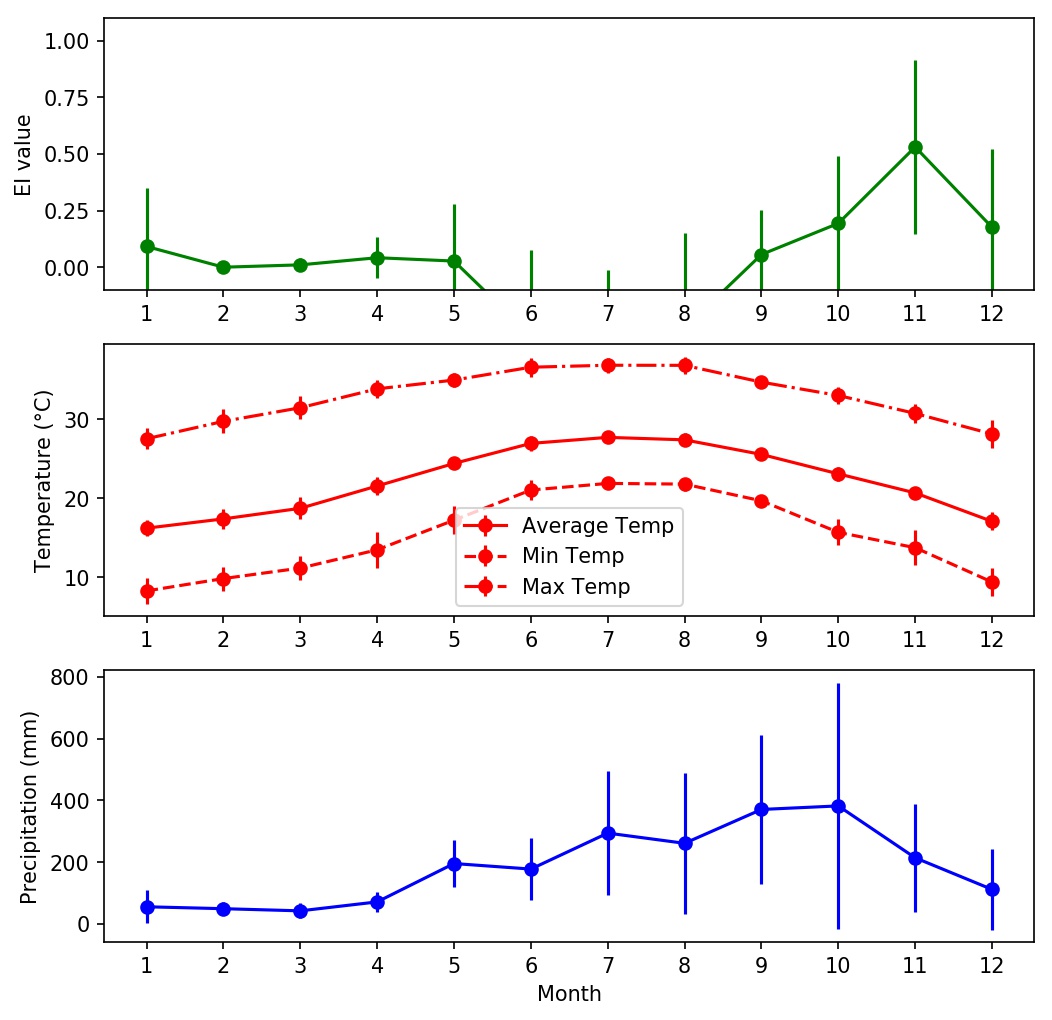 1.00
0.75
0.50
0.25
0.00
EI value
1 2 3 4 5 6 7 8 9 10 11 12
30
20
10
Temperature (°C)
Average Temp
Min Temp
Max Temp
1 2 3 4 5 6 7 8 9 10 11 12
800
600
400
200
0
Precipitation (mm)
1 2 3 4 5 6 7 8 9 10 11 12
Month